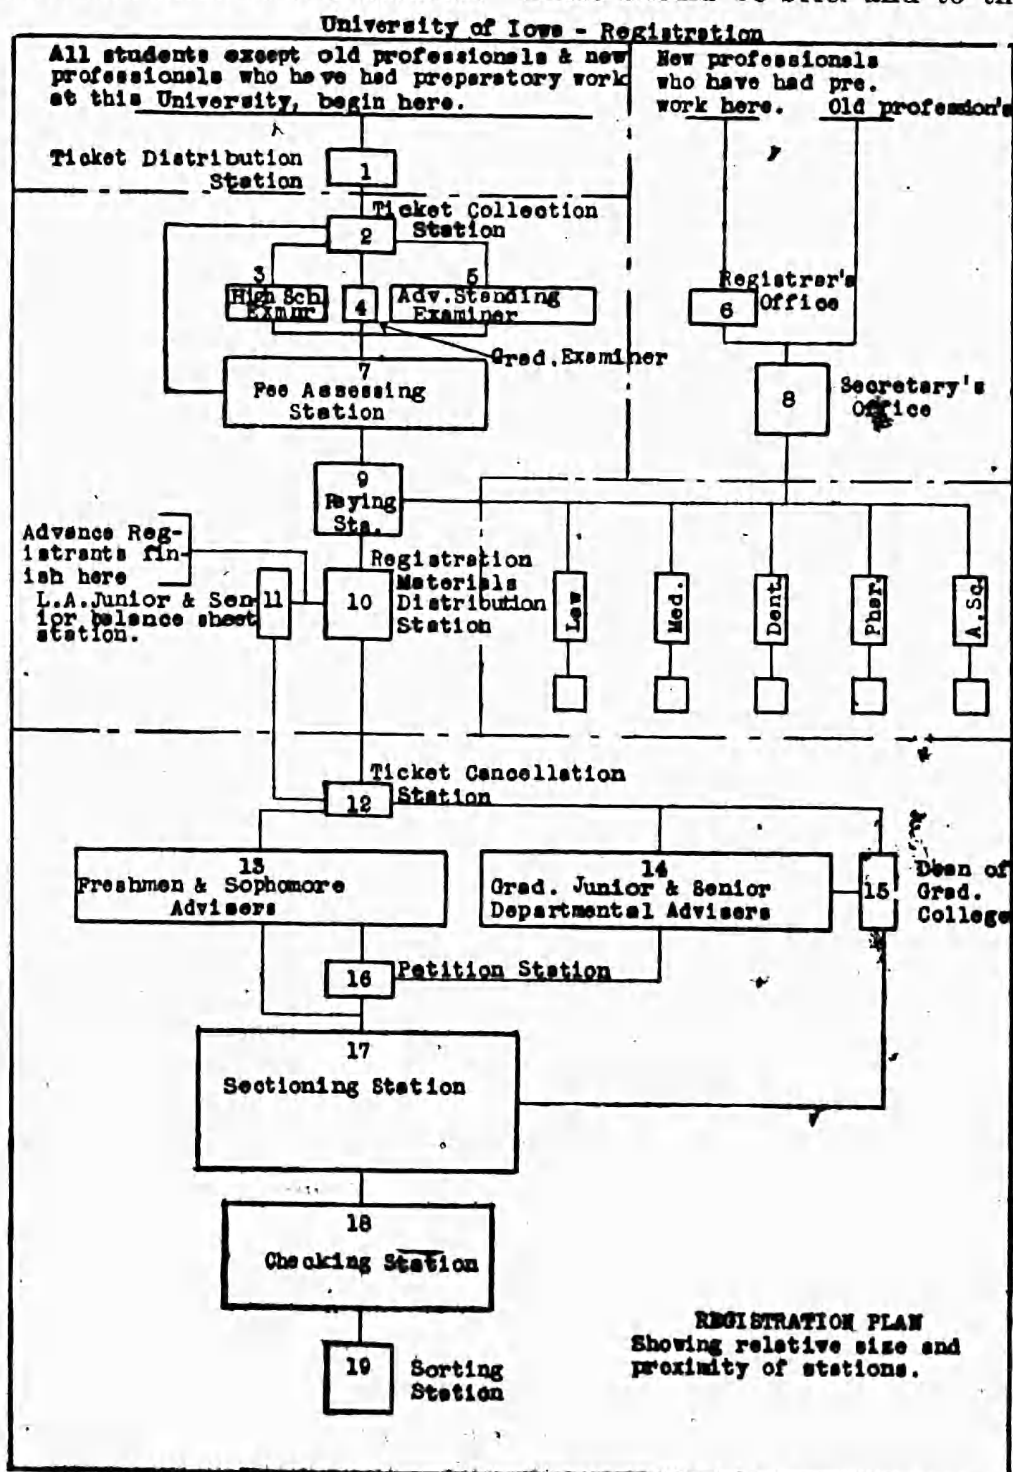 University of Iowa - Registration
All students except old professionals & new
professionals who have had preparatory work
at this University, begin here.
New professionals
who have had pre.
work here. Old profession's
Ticket Distribution
Station
1
Ticket Collection
Station
2
3
High Sch.
Exmnr
4
5
Adv. Standing
Examiner
Grad. Examiner
Registrar's
Office
6
7
Fee Assessing
Station
8
Secretary's
Office
9
Paying
Sta.
Advance Reg-
istrants fin-
ish here
L.A. Junior & Sen-
ior balance sheet
station.
11
10
Registration
Materials
Distribution
Station
Law
Med.
Dent.
Phar.
A. Sc.
Ticket Cancellation
Station
12
13
Freshmen & Sophomore
Advisers
14
Grad. Junior & Senior
Departmental Advisers
15
Dean of
Grad.
College
16
Petition Station
17
Sectioning Station
18
Checking Station
19
Sorting
Station
REGISTRATION PLAN
Showing relative size and
proximity of stations.